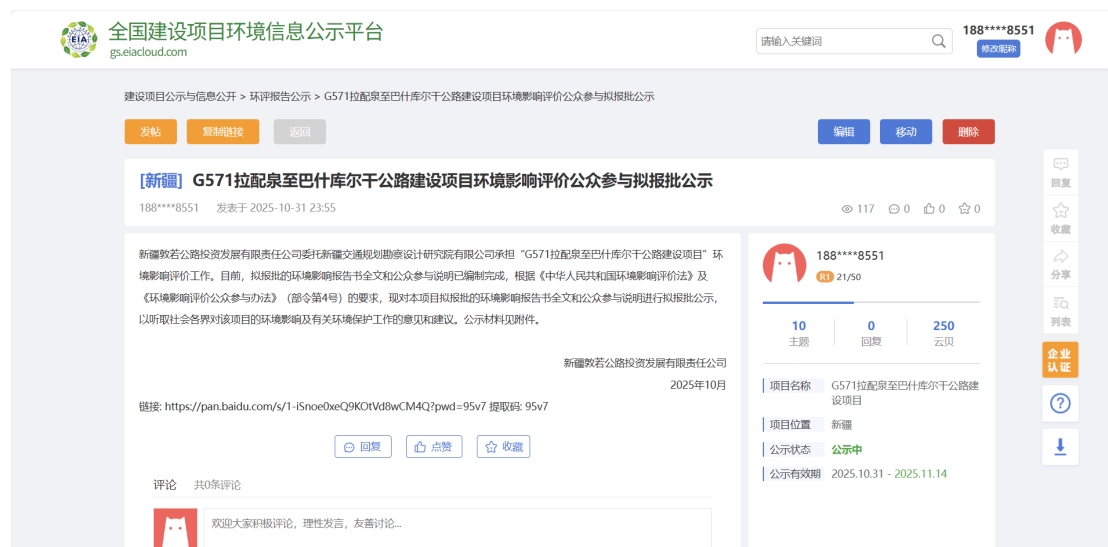 全国建设项目环境信息公示平台
gs.eiacloud.com
EIA
请输入关键词
188****8551
修改昵称
建设项目公示与信息公开 > 环评报告公示 > G571拉配泉至巴什库尔干公路建设项目环境影响评价公众参与拟报批公示
发帖 复制链接 返回 编辑 移动 删除
[新疆] G571拉配泉至巴什库尔干公路建设项目环境影响评价公众参与拟报批公示
188****8551 发表于 2025-10-31 23:55 117 0 0 0
新疆敦若公路投资发展有限责任公司委托新疆交通规划勘察设计研究院有限公司承担“G571拉配泉至巴什库尔干公路建设项目”环
境影响评价工作。目前，拟报批的环境影响报告书全文和公众参与说明已编制完成，根据《中华人民共和国环境影响评价法》及
《环境影响评价公众参与办法》（部令第4号）的要求，现对本项目拟报批的环境影响报告书全文和公众参与说明进行拟报批公示，
以听取社会各界对该项目的环境影响及有关环境保护工作的意见和建议。公示材料见附件。
新疆敦若公路投资发展有限责任公司
2025年10月
链接: https://pan.baidu.com/s/1-iSnoe0xeQ9KOtVd8wCM4Q?pwd=95v7 提取码: 95v7
回复 点赞 收藏
评论 共0条评论
欢迎大家积极评论，理性发言，友善讨论...
188****8551
R1 21/50
10 0 250
主题 回复 云贝
项目名称 G571拉配泉至巴什库尔干公路建
设项目
项目位置 新疆
公示状态 公示中
公示有效期 2025.10.31 - 2025.11.14
回复
收藏
分享
列表
企业
认证